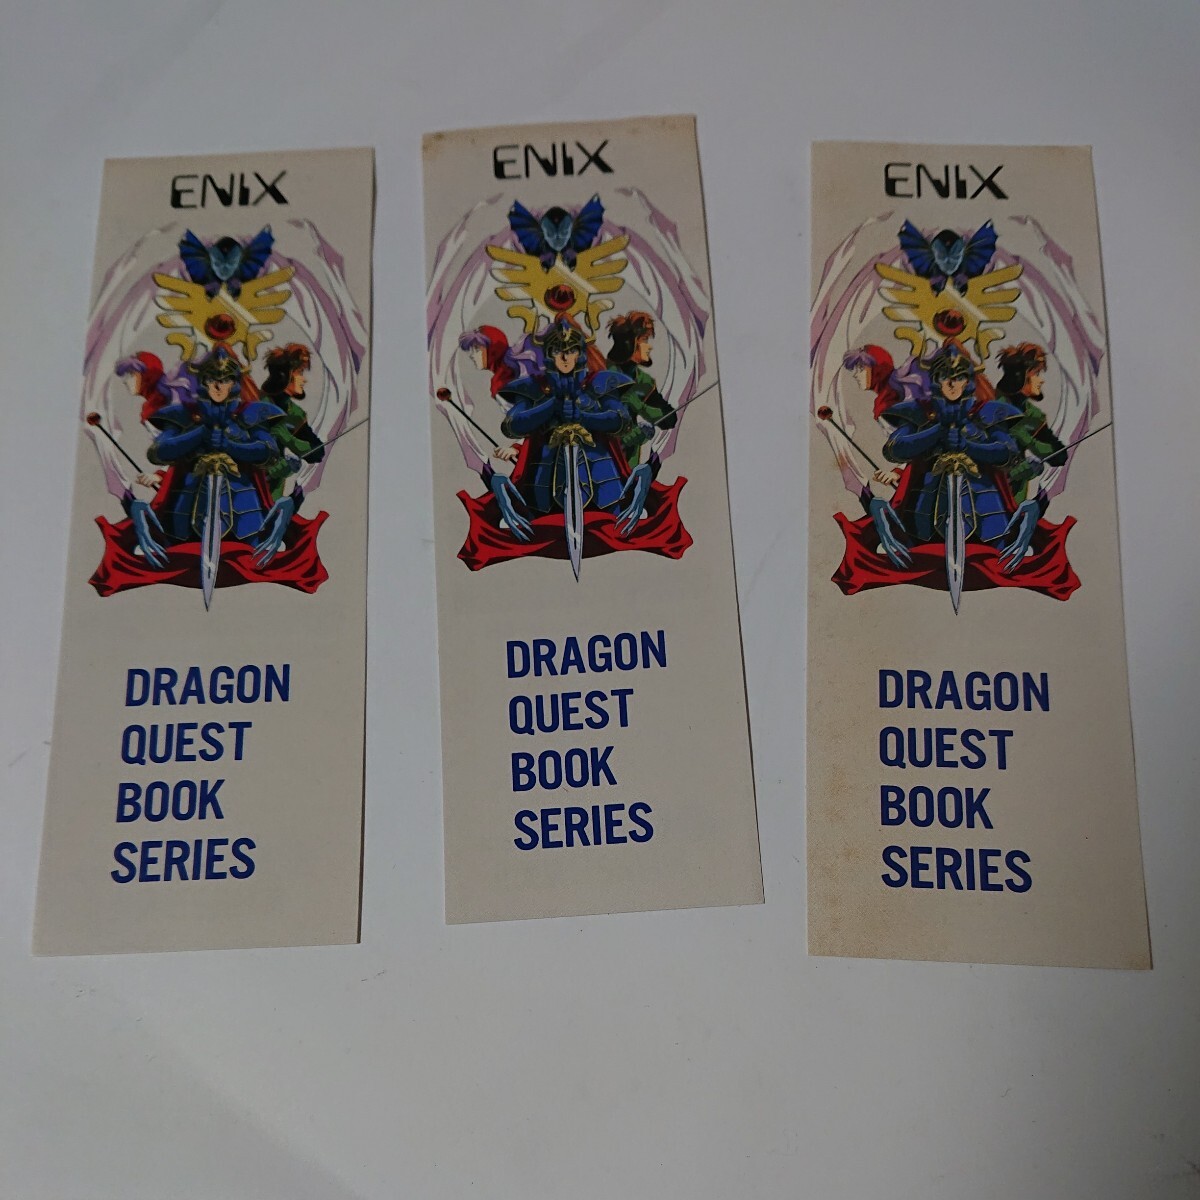 ENIX
DRAGON
QUEST
BOOK
SERIES
ENIX
DRAGON
QUEST
BOOK
SERIES
ENIX
DRAGON
QUEST
BOOK
SERIES